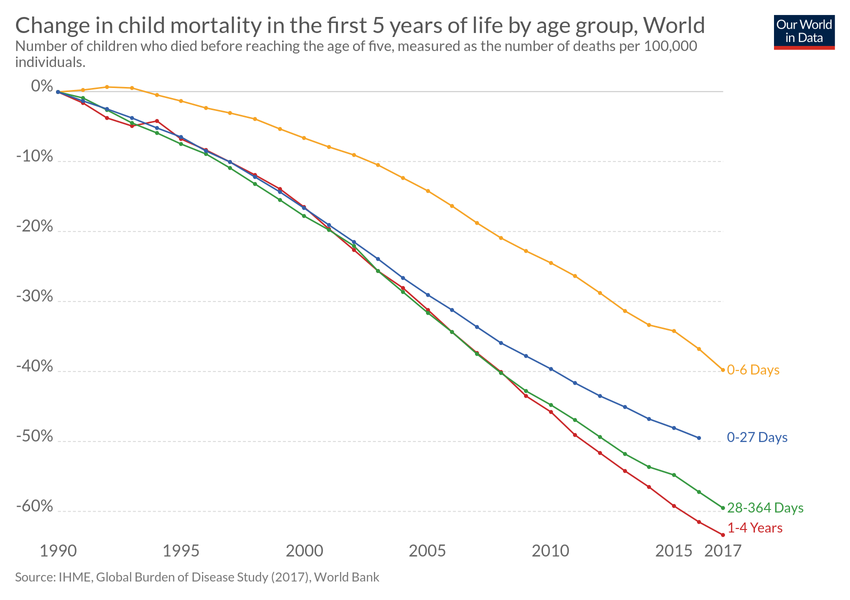 Change in child mortality in the first 5 years of life by age group, World
Our World
in Data
Number of children who died before reaching the age of five, measured as the number of deaths per 100,000
individuals.
0%
-10%
-20%
-30%
-40%
-50%
-60%
0-6 Days
0-27 Days
28-364 Days
1-4 Years
1990 1995 2000 2005 2010 2015 2017
Source: IHME, Global Burden of Disease Study (2017), World Bank